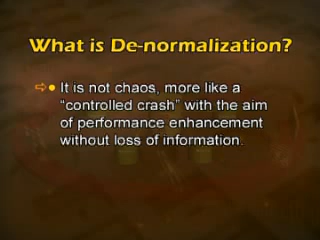 What is De-normalization?
It is not chaos, more like a
“controlled crash” with the aim
of performance enhancement
without loss of information.